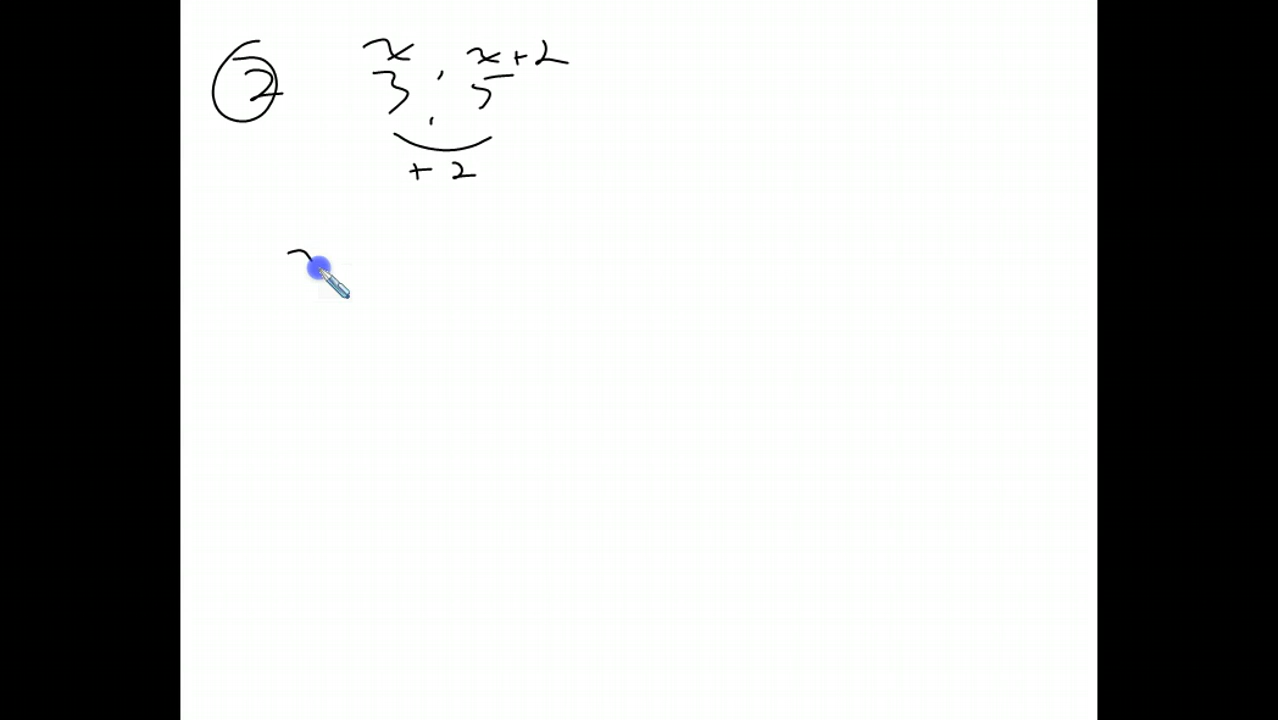 ② x, x+2
3, 5
+2